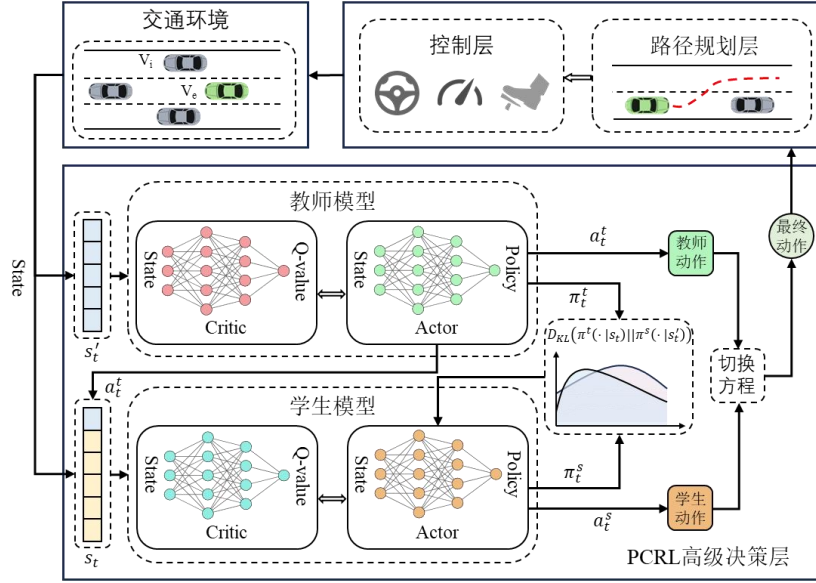 交通环境
V_i
V_e
控制层
路径规划层
State
教师模型
State
Q-value
Critic
State
Policy
Actor
s_t'
a_t^t
π_t^t
教师
动作
最终
动作
D_{KL}(π^t(·|s_t)||π^s(·|s_t'))
切换
方程
a_t^t
学生模型
State
Q-value
Critic
State
Policy
Actor
s_t
π_t^s
a_t^s
学生
动作
PCRL高级决策层